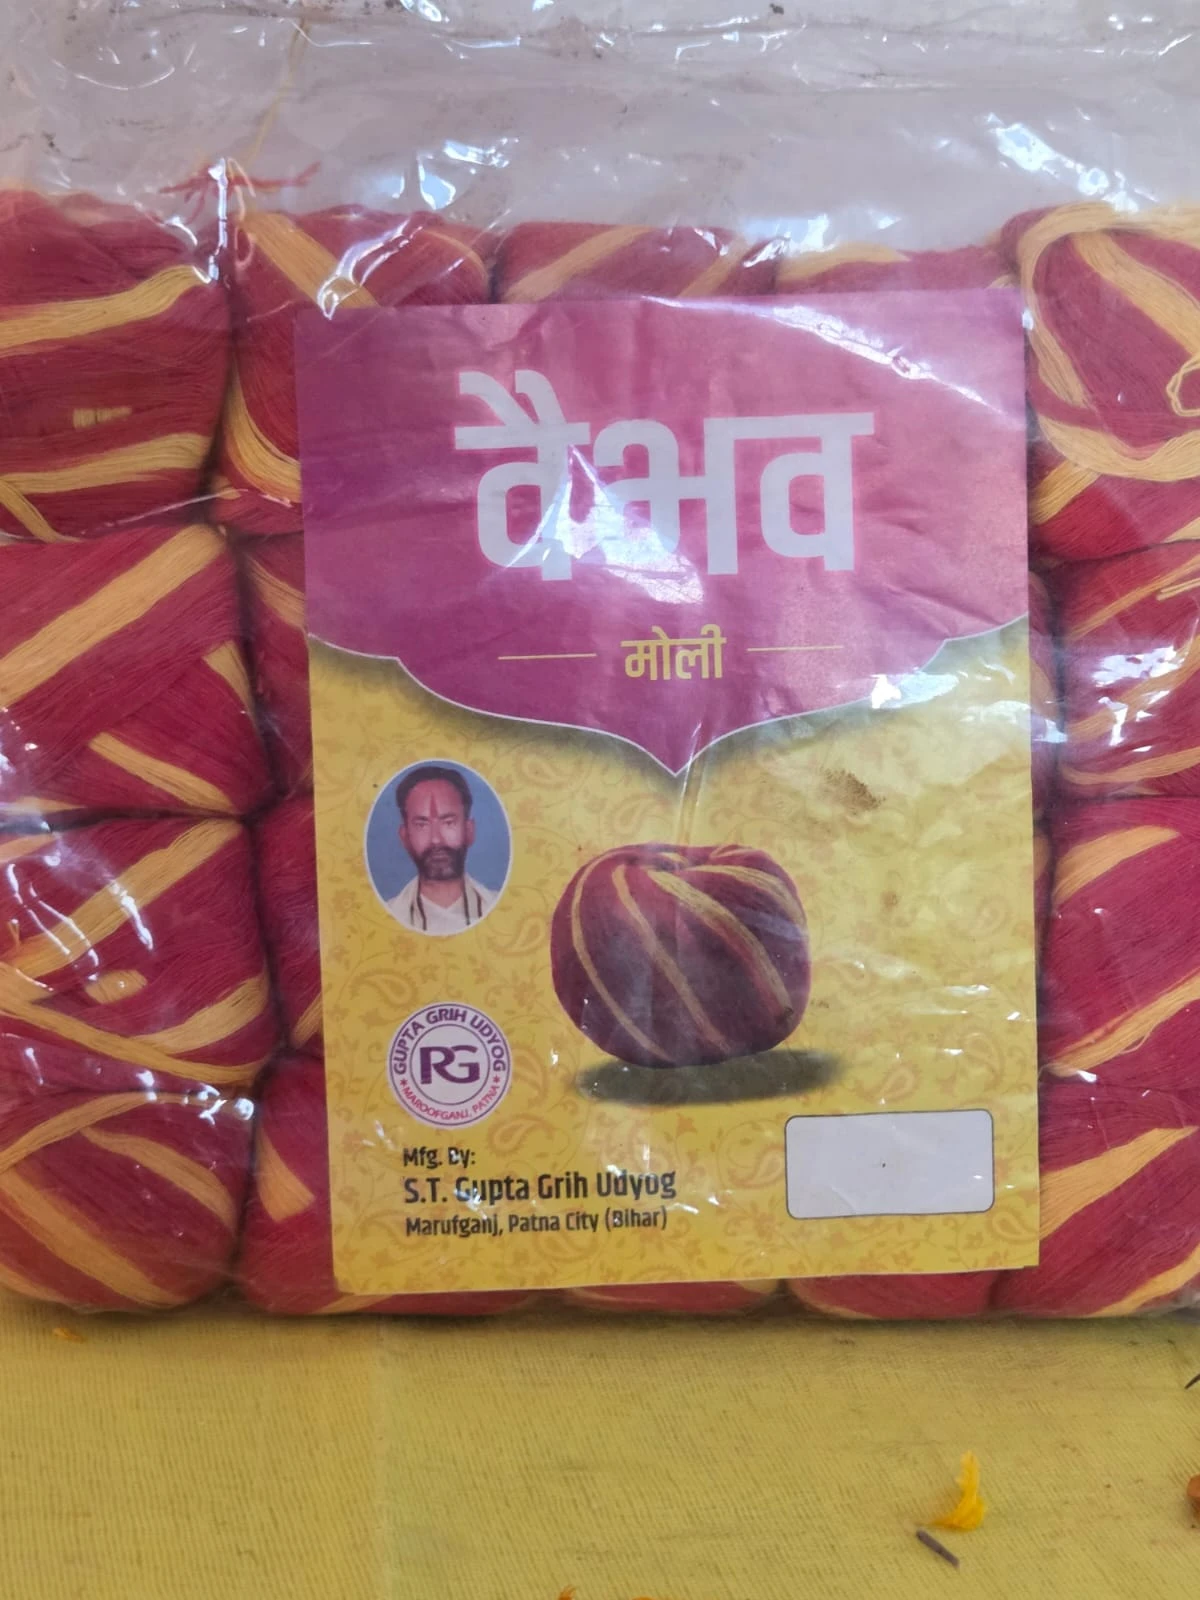 वैभव
मोली
GUPTA GRIH UDYOG
RG
★ MAROOFGANJ, PATNA ★
Mfg. By:
S.T. Gupta Grih Udyog
Marufganj, Patna City (Bihar)